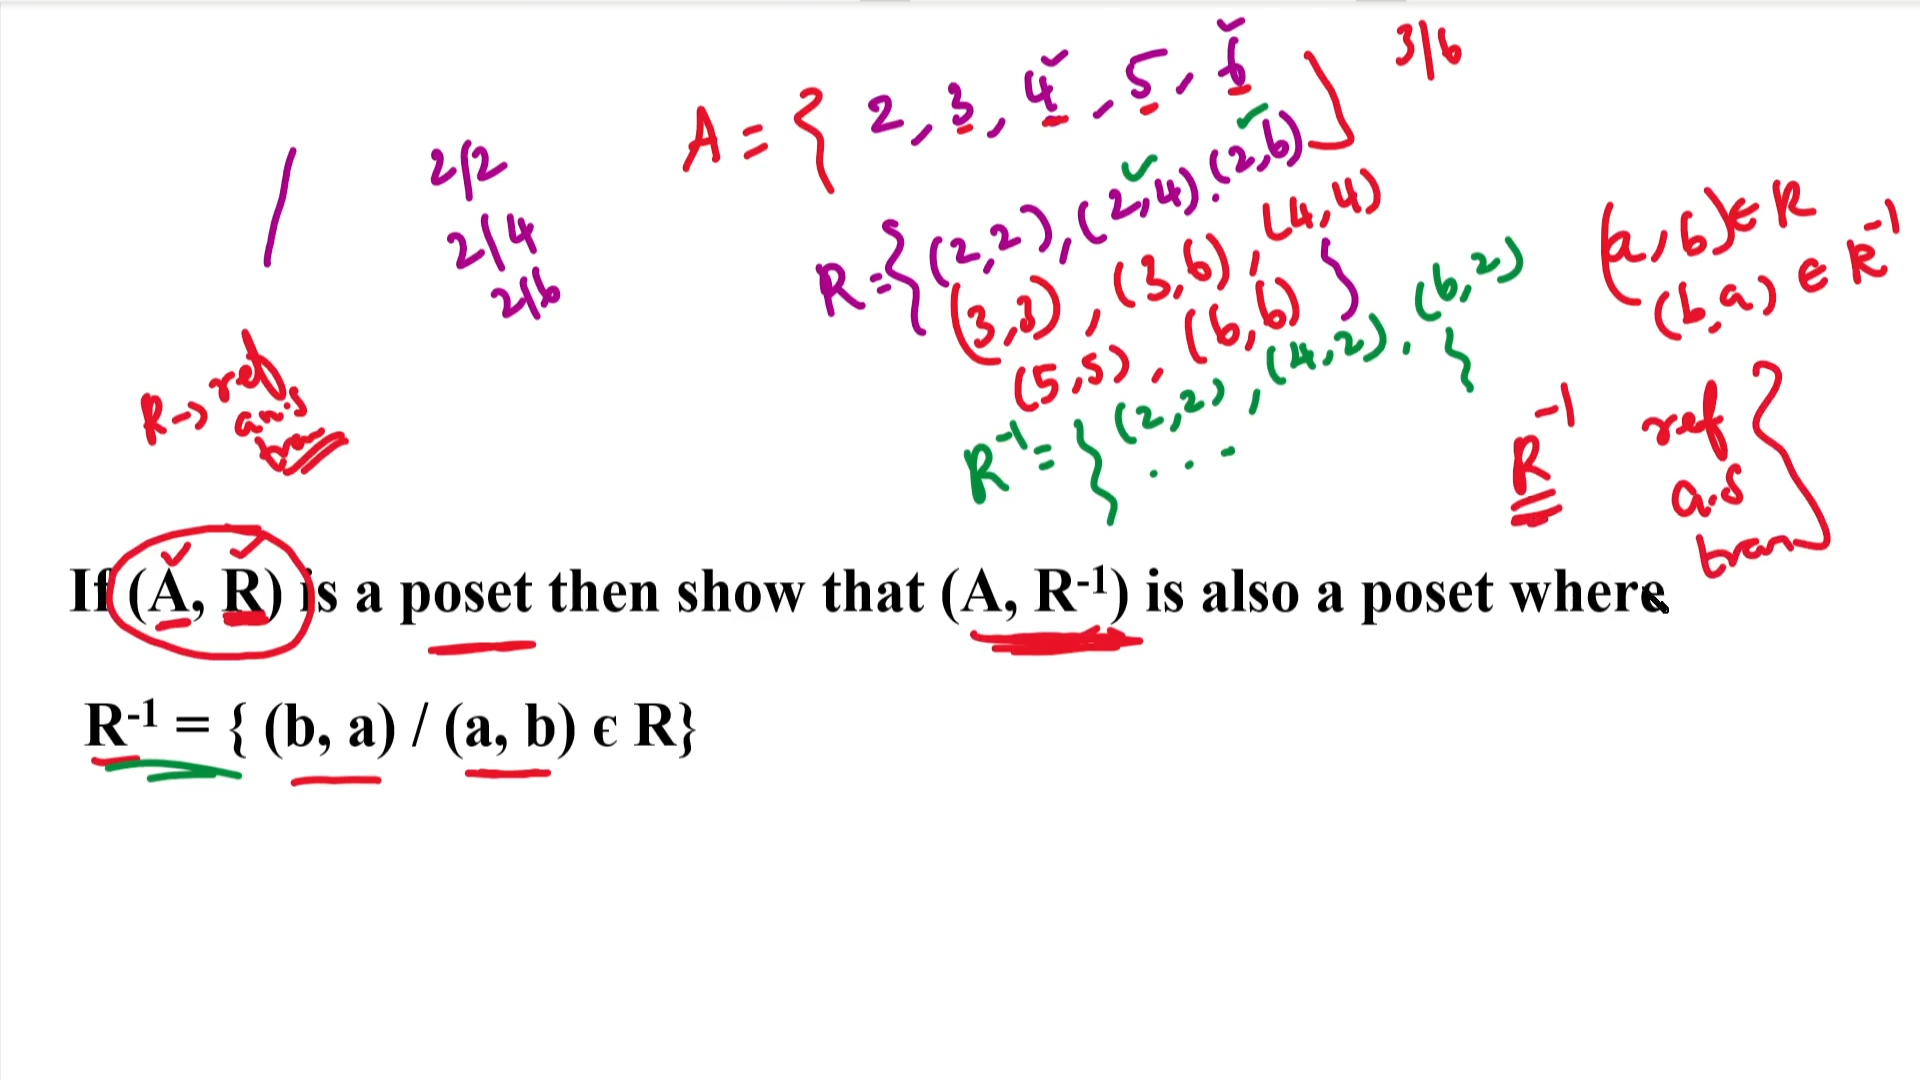 A = { 2, 3, 4, 5, 6 }
3/6
/
2/2
2/4
2/6
R = { (2,2), (2,4), (2,6)
(3,3), (3,6), (4,4)
(5,5), (6,6) }
(a,b) ∈ R
(b,a) ∈ R⁻¹
R → ref
an.s
tran
R⁻¹ = { (2,2), (4,2), (6,2)
... }
R⁻¹ ref
a.s
tran }
If (A, R) is a poset then show that (A, R⁻¹) is also a poset where
R⁻¹ = { (b, a) / (a, b) є R}